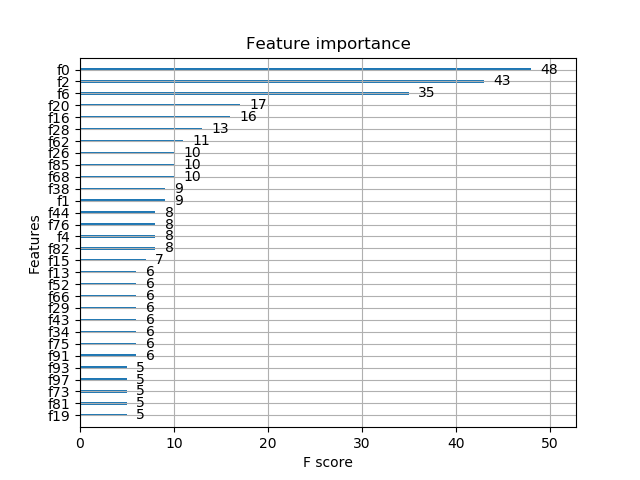 Feature importance
f0 48
f2 43
f6 35
f20 17
f16 16
f28 13
f62 11
f26 10
f85 10
f68 10
f38 9
f1 9
f44 8
f76 8
f4 8
f82 8
f15 7
f13 6
f52 6
f66 6
f29 6
f43 6
f34 6
f75 6
f91 6
f93 5
f97 5
f73 5
f81 5
f19 5
Features
0 10 20 30 40 50
F score